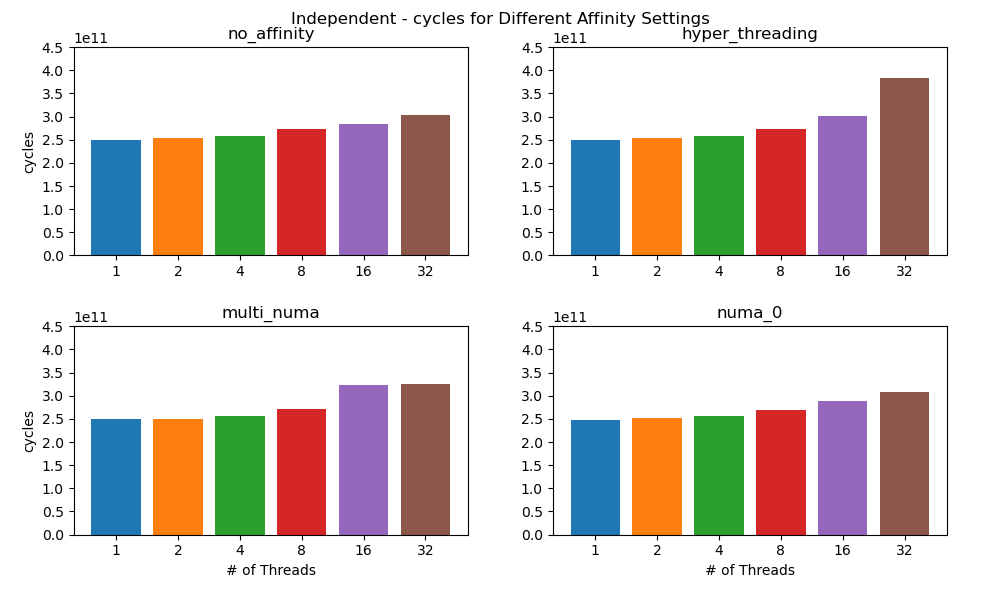 Independent - cycles for Different Affinity Settings
no_affinity
1e11
cycles
4.5
4.0
3.5
3.0
2.5
2.0
1.5
1.0
0.5
0.0
1 2 4 8 16 32
hyper_threading
1e11
4.5
4.0
3.5
3.0
2.5
2.0
1.5
1.0
0.5
0.0
1 2 4 8 16 32
multi_numa
1e11
cycles
4.5
4.0
3.5
3.0
2.5
2.0
1.5
1.0
0.5
0.0
1 2 4 8 16 32
# of Threads
numa_0
1e11
4.5
4.0
3.5
3.0
2.5
2.0
1.5
1.0
0.5
0.0
1 2 4 8 16 32
# of Threads